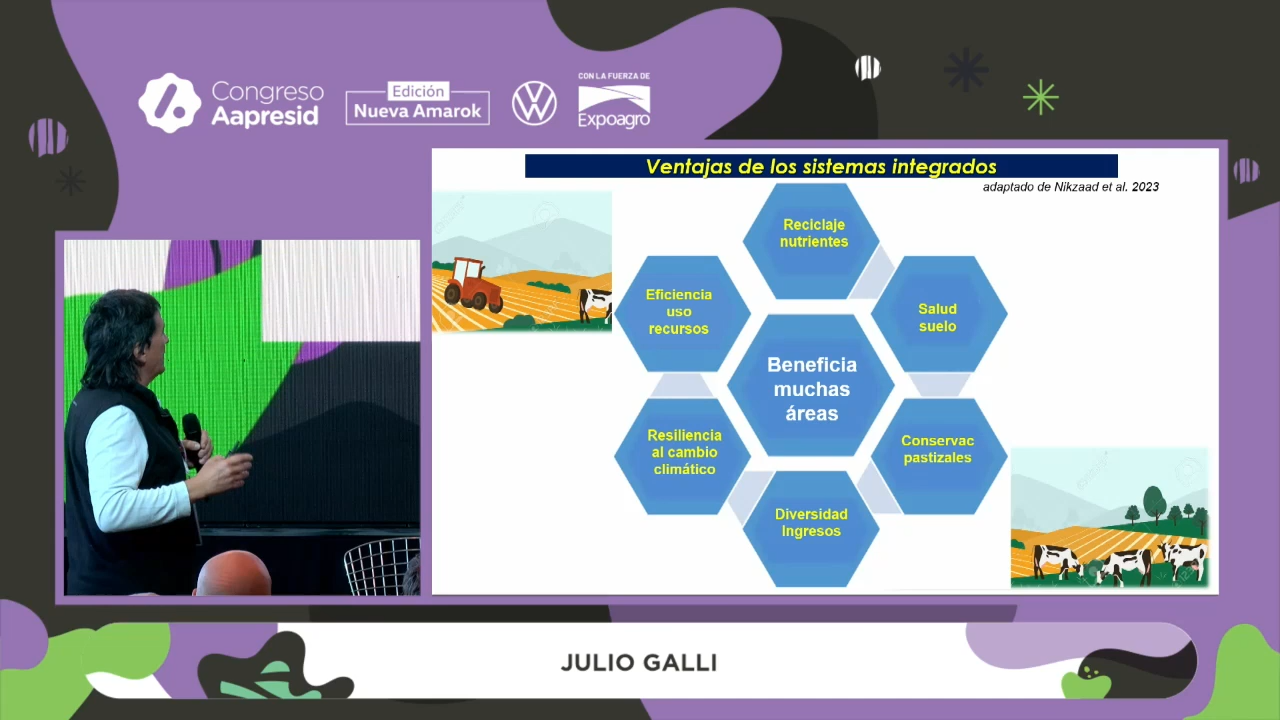 Congreso
Aapresid
Edición
Nueva Amarok
CON LA FUERZA DE
Expoagro
Ventajas de los sistemas integrados
adaptado de Nikzaad et al. 2023
Reciclaje
nutrientes
Salud
suelo
Conservac
pastizales
Diversidad
Ingresos
Resiliencia
al cambio
climático
Eficiencia
uso
recursos
Beneficia
muchas
áreas
JULIO GALLI